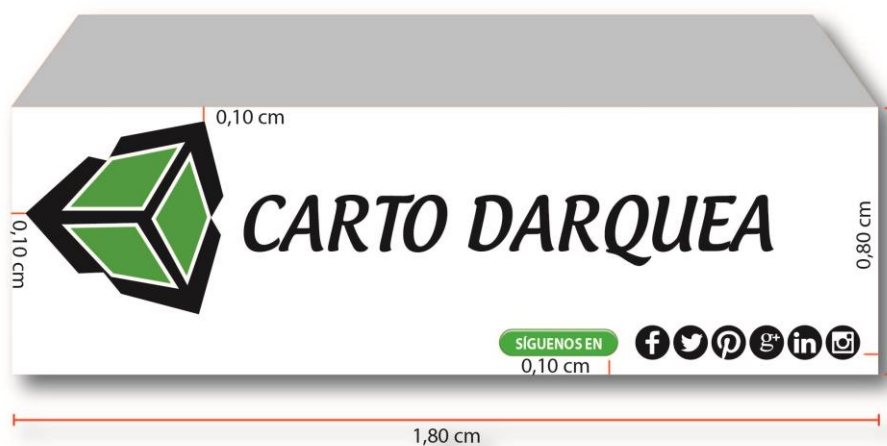 0,10 cm
0,10 cm
CARTO DARQUEA
0,80 cm
SÍGUENOS EN
0,10 cm
1,80 cm